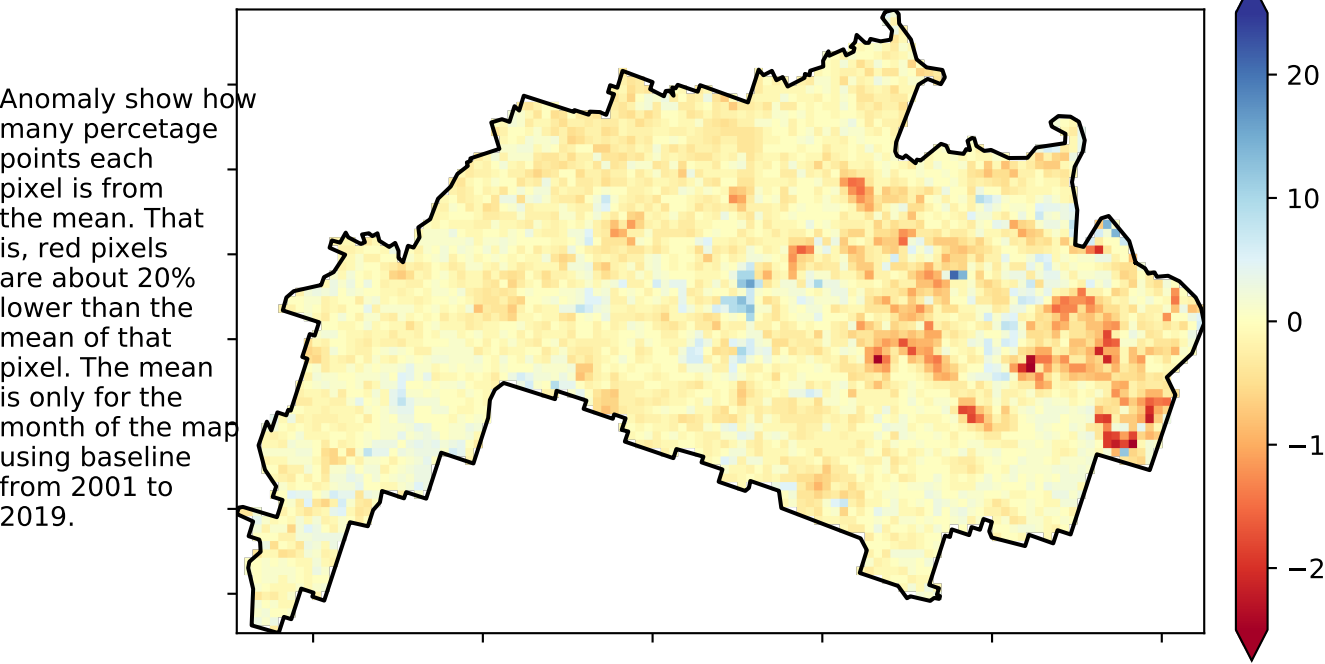 Anomaly show how
many percetage
points each
pixel is from
the mean. That
is, red pixels
are about 20%
lower than the
mean of that
pixel. The mean
is only for the
month of the map
using baseline
from 2001 to
2019.
20
10
0
−1
−2